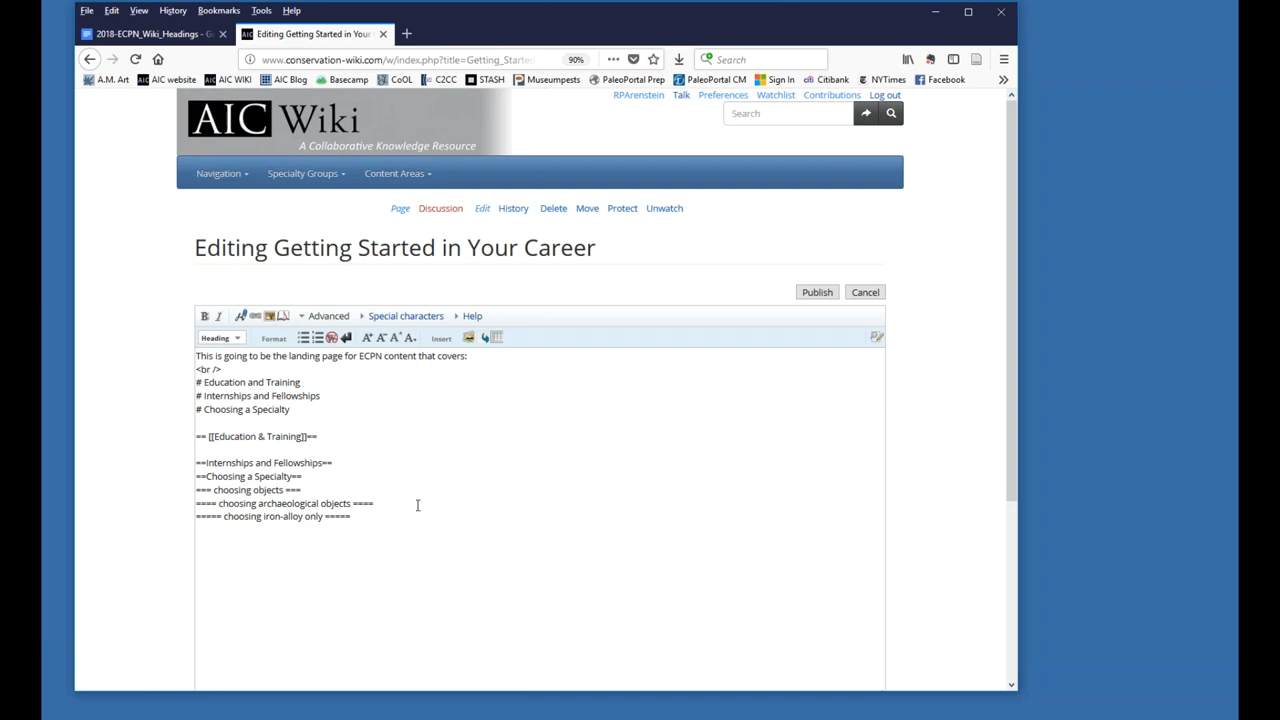 File Edit View History Bookmarks Tools Help
2018-ECPN_Wiki_Headings - G
AIC Editing Getting Started in Your
www.conservation-wiki.com/w/index.php?title=Getting_Started 90% Search
A.M. Art AIC website AIC WIKI AIC Blog Basecamp CoOL C2CC STASH Museumpests PaleoPortal Prep PaleoPortal CM Sign In Citibank NYTimes Facebook
RPArenstein Talk Preferences Watchlist Contributions Log out
AIC Wiki
A Collaborative Knowledge Resource
Search
Navigation Specialty Groups Content Areas
Page Discussion Edit History Delete Move Protect Unwatch
Editing Getting Started in Your Career
Publish Cancel
B I Advanced Special characters Help
Heading Format Insert
This is going to be the landing page for ECPN content that covers:
<br />
# Education and Training
# Internships and Fellowships
# Choosing a Specialty
== [[Education & Training]]==
==Internships and Fellowships==
==Choosing a Specialty==
=== choosing objects ===
==== choosing archaeological objects ====
===== choosing iron-alloy only =====